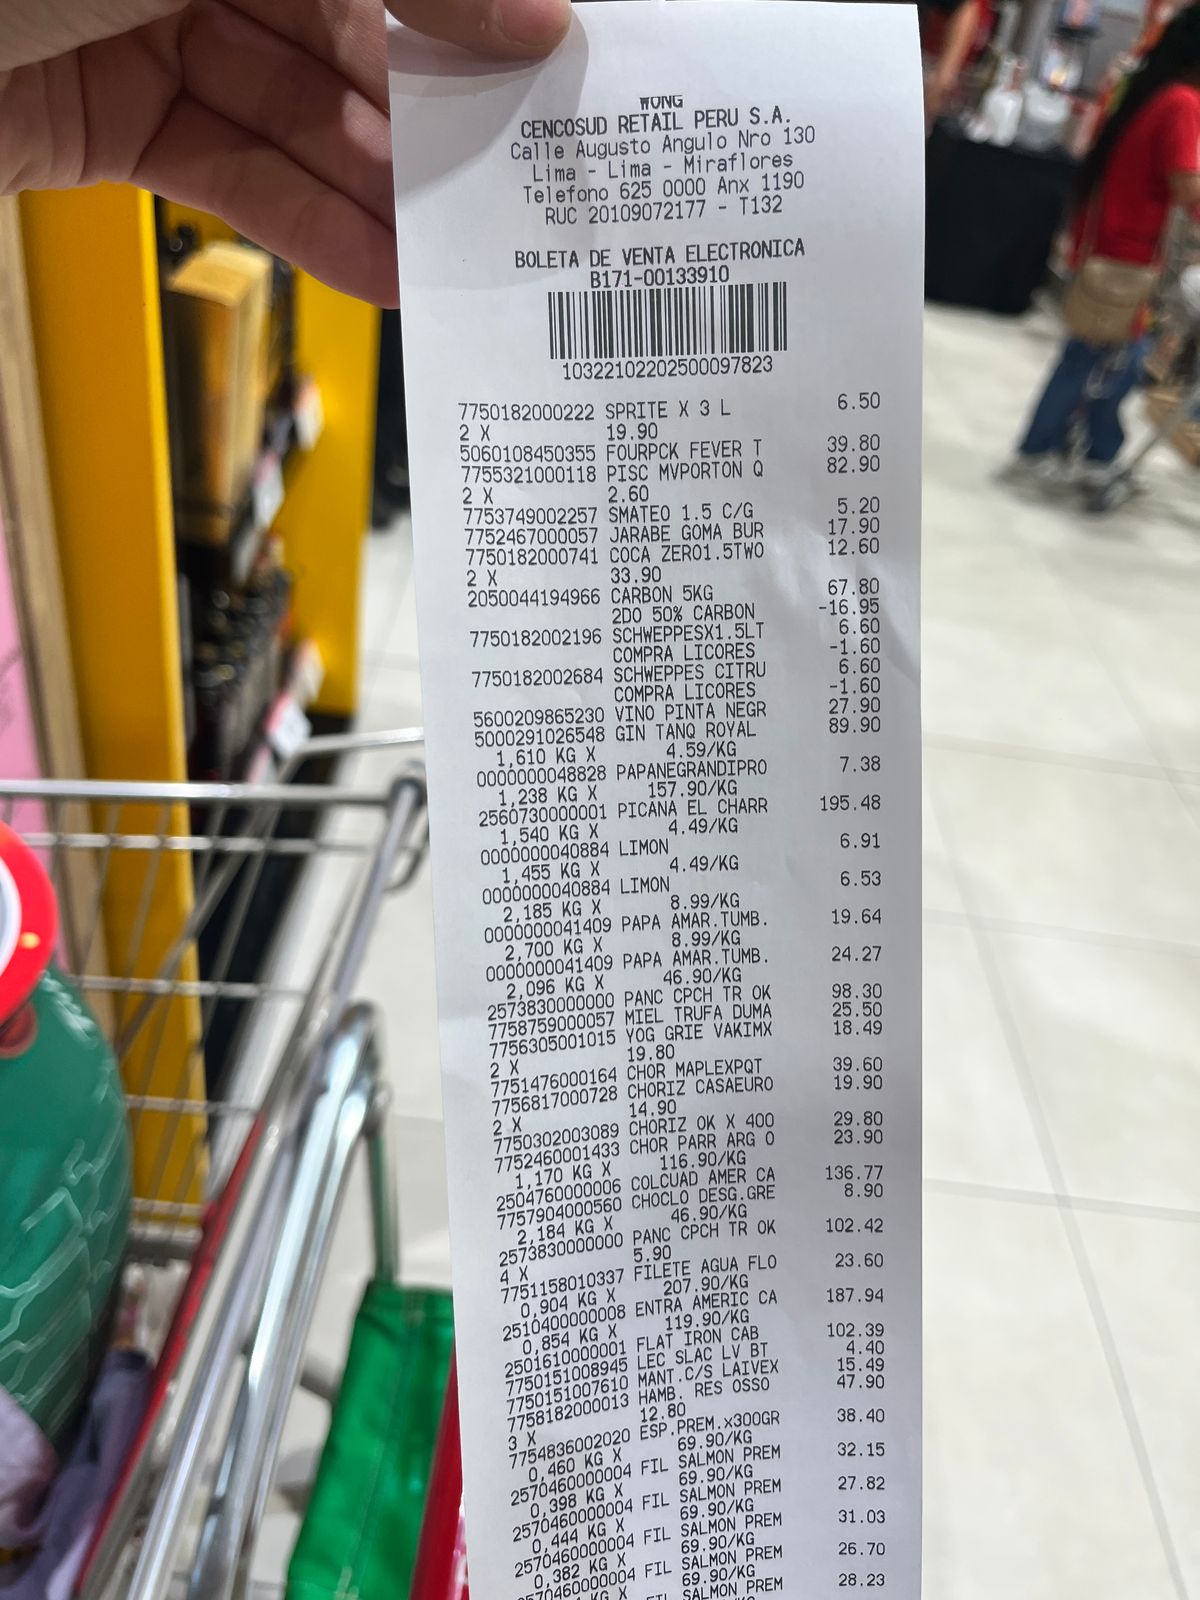 WONG
CENCOSUD RETAIL PERU S.A.
Calle Augusto Angulo Nro 130
Lima - Lima - Miraflores
Telefono 625 0000 Anx 1190
RUC 20109072177 - T132
BOLETA DE VENTA ELECTRONICA
B171-00133910
10322102202500097823
7750182000222 SPRITE X 3 L 6.50
2 X 19.90
5060108450355 FOURPCK FEVER T 39.80
7755321000118 PISC MVPORTON Q 82.90
2 X 2.60
7753749002257 SMATEO 1.5 C/G 5.20
7752467000057 JARABE GOMA BUR 17.90
7750182000741 COCA ZERO1.5TWO 12.60
2 X 33.90
2050044194966 CARBON 5KG 67.80
2DO 50% CARBON -16.95
7750182002196 SCHWEPPESX1.5LT 6.60
COMPRA LICORES -1.60
7750182002684 SCHWEPPES CITRU 6.60
COMPRA LICORES -1.60
5600209865230 VINO PINTA NEGR 27.90
5000291026548 GIN TANQ ROYAL 89.90
1,610 KG X 4.59/KG
0000000048828 PAPANEGRANDIPRO 7.38
1,238 KG X 157.90/KG
2560730000001 PICANA EL CHARR 195.48
1,540 KG X 4.49/KG
0000000040884 LIMON 6.91
1,455 KG X 4.49/KG
0000000040884 LIMON 6.53
2,185 KG X 8.99/KG
0000000041409 PAPA AMAR.TUMB. 19.64
2,700 KG X 8.99/KG
0000000041409 PAPA AMAR.TUMB. 24.27
2,096 KG X 46.90/KG
2573830000000 PANC CPCH TR OK 98.30
7758759000057 MIEL TRUFA DUMA 25.50
7756305001015 YOG GRIE VAKIMX 18.49
2 X 19.80
7751476000164 CHOR MAPLEXPQT 39.60
7756817000728 CHORIZ CASAEURO 19.90
2 X 14.90
7750302003089 CHORIZ OK X 400 29.80
7752460001433 CHOR PARR ARG O 23.90
1,170 KG X 116.90/KG
2504760000006 COLCUAD AMER CA 136.77
7757904000560 CHOCLO DESG.GRE 8.90
2,184 KG X 46.90/KG
2573830000000 PANC CPCH TR OK 102.42
4 X 5.90
7751158010337 FILETE AGUA FLO 23.60
0,904 KG X 207.90/KG
2510400000008 ENTRA AMERIC CA 187.94
0,854 KG X 119.90/KG
2501610000001 FLAT IRON CAB 102.39
7750151008945 LEC SLAC LV BT 4.40
7750151007610 MANT.C/S LAIVEX 15.49
7758182000013 HAMB. RES OSSO 47.90
3 X 12.80
7754836002020 ESP.PREM.x300GR 38.40
0,460 KG X 69.90/KG
2570460000004 FIL SALMON PREM 32.15
0,398 KG X 69.90/KG
2570460000004 FIL SALMON PREM 27.82
0,444 KG X 69.90/KG
2570460000004 FIL SALMON PREM 31.03
0,382 KG X 69.90/KG
2570460000004 FIL SALMON PREM 26.70
KG X 69.90/KG
FIL SALMON PREM 28.23